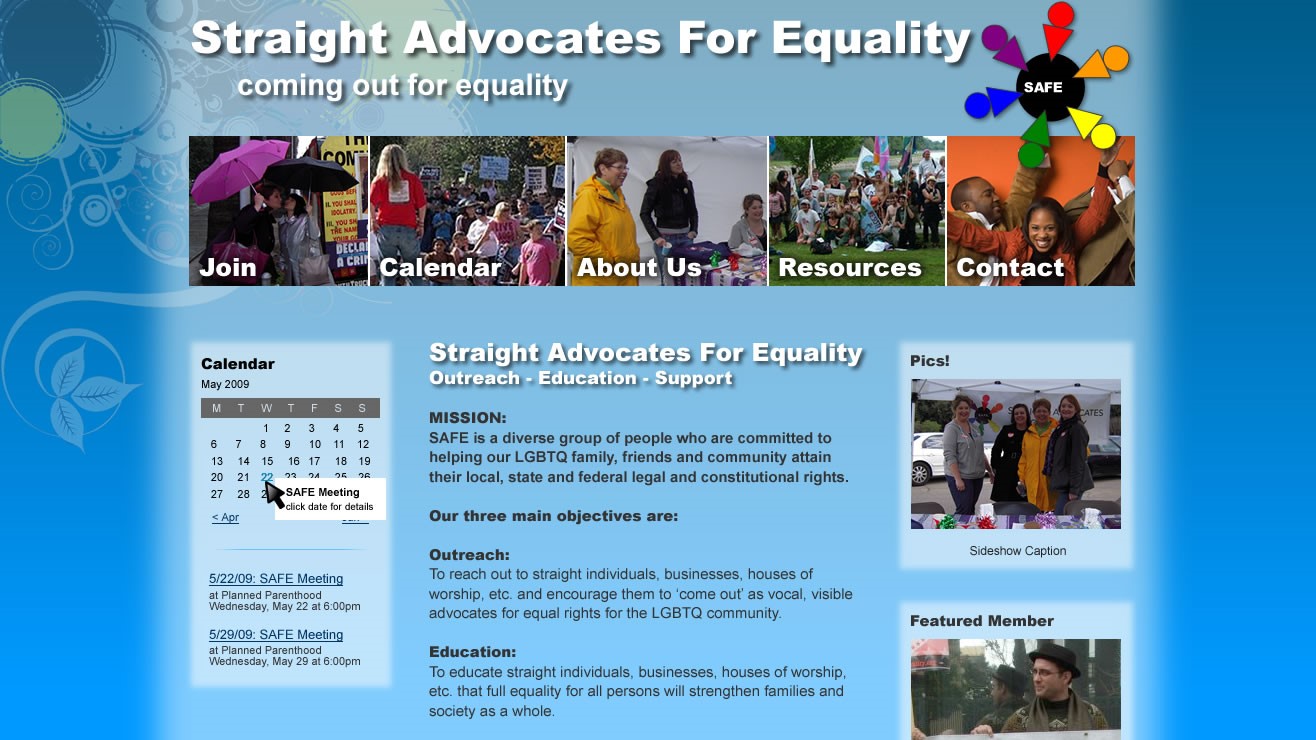 Straight Advocates For Equality
coming out for equality
SAFE
Join
Calendar
About Us
Resources
Contact
Calendar
May 2009
M T W T F S S
1 2 3 4 5
6 7 8 9 10 11 12
13 14 15 16 17 18 19
20 21 22 23 24 25 26
27 28
SAFE Meeting
click date for details
< Apr
5/22/09: SAFE Meeting
at Planned Parenthood
Wednesday, May 22 at 6:00pm
5/29/09: SAFE Meeting
at Planned Parenthood
Wednesday, May 29 at 6:00pm
Straight Advocates For Equality
Outreach - Education - Support
MISSION:
SAFE is a diverse group of people who are committed to
helping our LGBTQ family, friends and community attain
their local, state and federal legal and constitutional rights.
Our three main objectives are:
Outreach:
To reach out to straight individuals, businesses, houses of
worship, etc. and encourage them to ‘come out’ as vocal, visible
advocates for equal rights for the LGBTQ community.
Education:
To educate straight individuals, businesses, houses of worship,
etc. that full equality for all persons will strengthen families and
society as a whole.
Pics!
Sideshow Caption
Featured Member